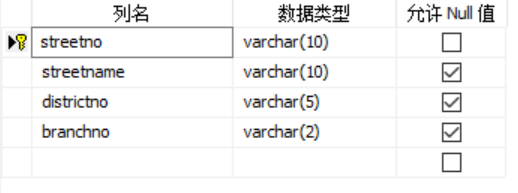 列名 数据类型 允许 Null 值
streetno varchar(10)
streetname varchar(10)
districtno varchar(5)
branchno varchar(2)